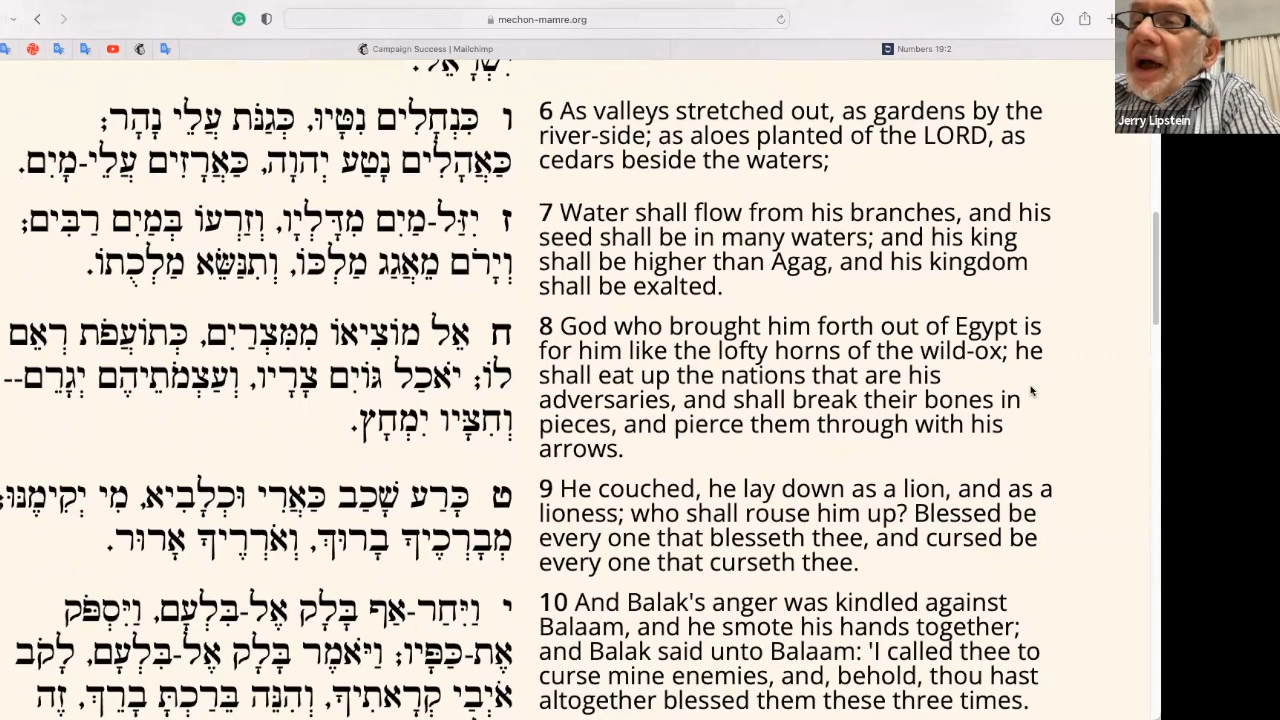 mechon-mamre.org
Campaign Success | Mailchimp
Numbers 19:2
Jerry Lipstein
ו כִּנְחָלִים נִטָּיוּ, כְּגַנֹּת עֲלֵי נָהָר;
כַּאֲהָלִים נָטַע יְהוָה, כַּאֲרָזִים עֲלֵי-מָיִם.
6 As valleys stretched out, as gardens by the
river-side; as aloes planted of the LORD, as
cedars beside the waters;
ז יִזַּל-מַיִם מִדָּלְיָו, וְזַרְעוֹ בְּמַיִם רַבִּים;
וְיָרֹם מֵאֲגַג מַלְכּוֹ, וְתִנַּשֵּׂא מַלְכֻתוֹ.
7 Water shall flow from his branches, and his
seed shall be in many waters; and his king
shall be higher than Agag, and his kingdom
shall be exalted.
ח אֵל מוֹצִיאוֹ מִמִּצְרַיִם, כְּתוֹעֲפֹת רְאֵם
לוֹ; יֹאכַל גּוֹיִם צָרָיו, וְעַצְמֹתֵיהֶם יְגָרֵם--
וְחִצָּיו יִמְחָץ.
8 God who brought him forth out of Egypt is
for him like the lofty horns of the wild-ox; he
shall eat up the nations that are his
adversaries, and shall break their bones in
pieces, and pierce them through with his
arrows.
ט כָּרַע שָׁכַב כַּאֲרִי וּכְלָבִיא, מִי יְקִימֶנּוּ;
מְבָרְכֶיךָ בָרוּךְ, וְאֹרְרֶיךָ אָרוּר.
9 He couched, he lay down as a lion, and as a
lioness; who shall rouse him up? Blessed be
every one that blesseth thee, and cursed be
every one that curseth thee.
י וַיִּחַר-אַף בָּלָק אֶל-בִּלְעָם, וַיִּסְפֹּק
אֶת-כַּפָּיו; וַיֹּאמֶר בָּלָק אֶל-בִּלְעָם, לָקֹב
אֹיְבַי קְרָאתִיךָ, וְהִנֵּה בֵּרַכְתָּ בָרֵךְ, זֶה
10 And Balak's anger was kindled against
Balaam, and he smote his hands together;
and Balak said unto Balaam: 'I called thee to
curse mine enemies, and, behold, thou hast
altogether blessed them these three times.